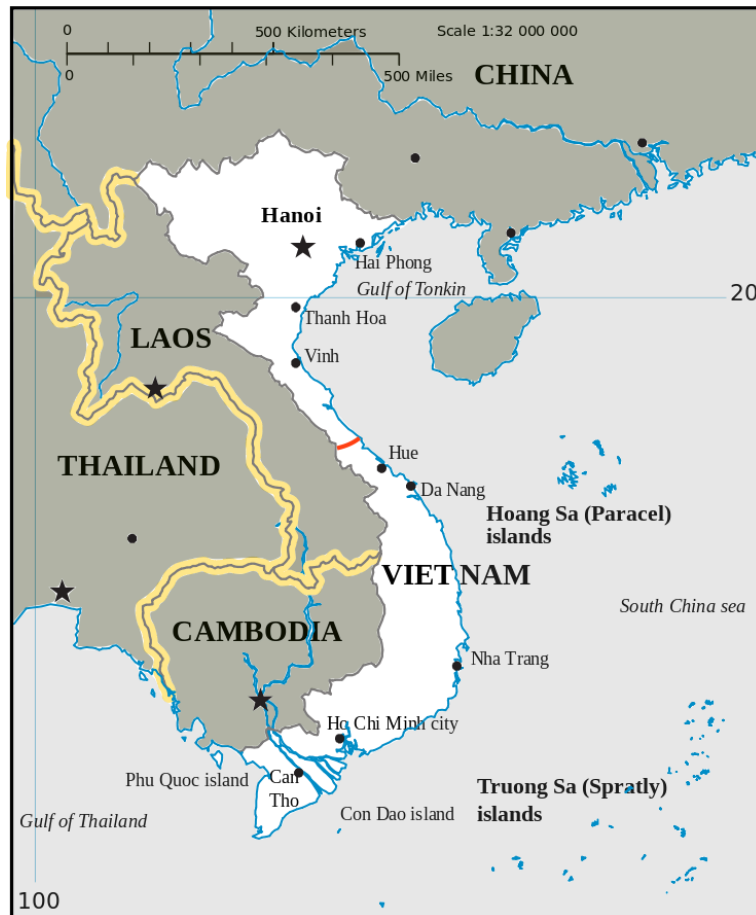 0 500 Kilometers Scale 1:32 000 000
0 500 Miles
CHINA
Hanoi
Hai Phong
Gulf of Tonkin
20
Thanh Hoa
LAOS
Vinh
Hue
THAILAND
Da Nang
Hoang Sa (Paracel)
islands
VIET NAM
South China sea
CAMBODIA
Nha Trang
Ho Chi Minh city
Phu Quoc island
Can
Tho
Truong Sa (Spratly)
islands
Con Dao island
Gulf of Thailand
100